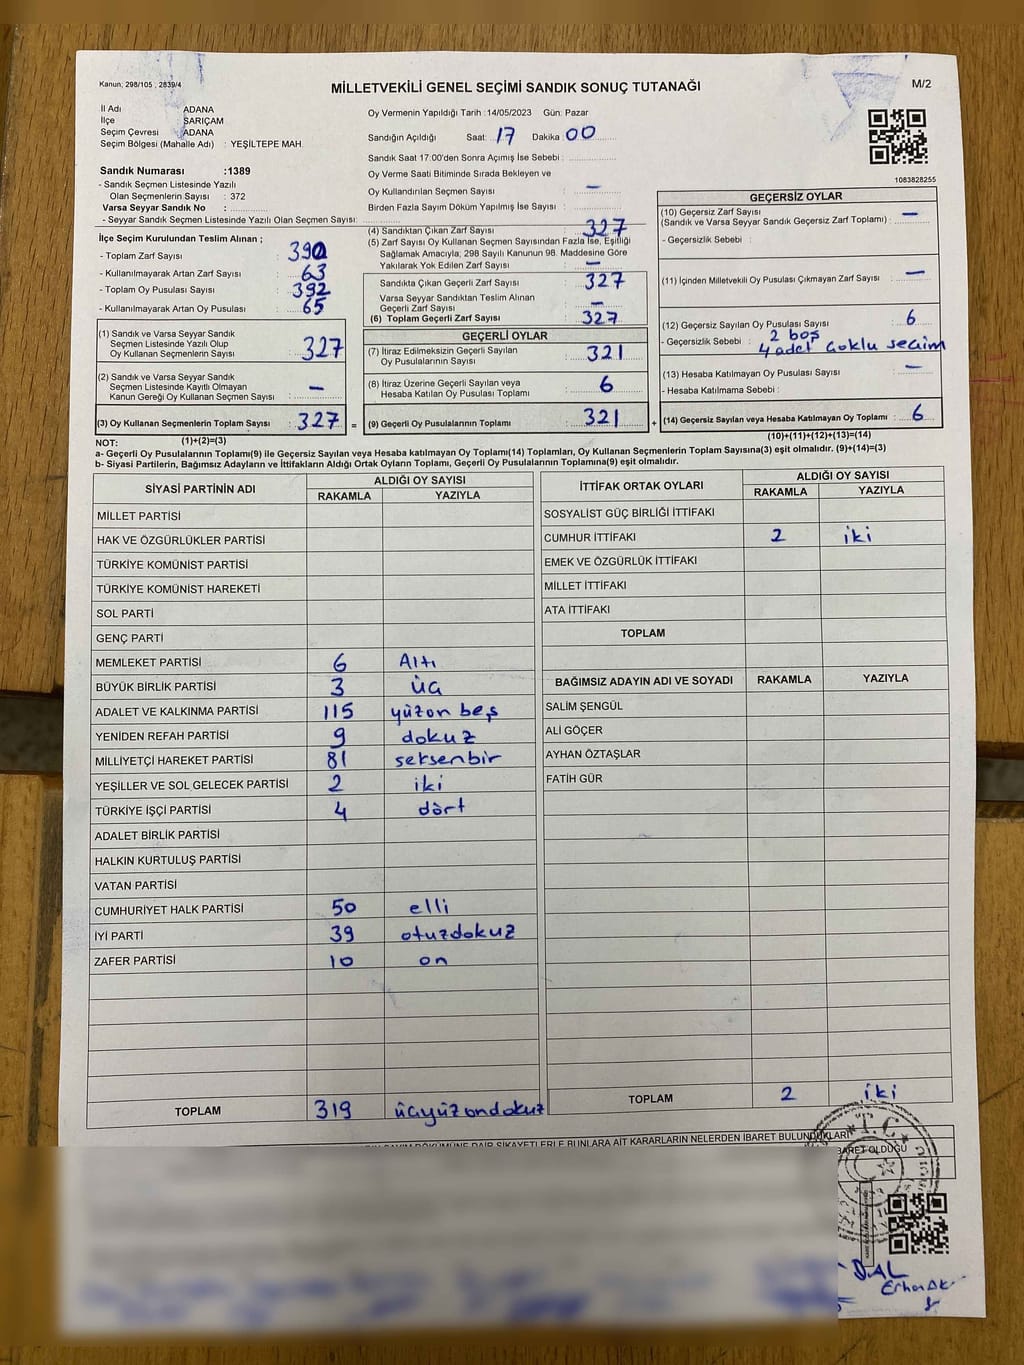 Kanun; 298/105 ; 2839/4
MİLLETVEKİLİ GENEL SEÇİMİ SANDIK SONUÇ TUTANAĞI
M/2
İl Adı ADANA
İlçe SARIÇAM
Seçim Çevresi ADANA
Seçim Bölgesi (Mahalle Adı) : YEŞİLTEPE MAH.
Sandık Numarası :1389
- Sandık Seçmen Listesinde Yazılı
Olan Seçmenlerin Sayısı : 372
Varsa Seyyar Sandık No :
- Seyyar Sandık Seçmen Listesinde Yazılı Olan Seçmen Sayısı:
Oy Vermenin Yapıldığı Tarih : 14/05/2023 Gün: Pazar
Sandığın Açıldığı Saat: 17 Dakika 00
Sandık Saat 17:00'den Sonra Açımış İse Sebebi :
Oy Verme Saati Bitiminde Sırada Bekleyen ve
Oy Kullandırılan Seçmen Sayısı : —
Birden Fazla Sayım Döküm Yapılmış İse Sayısı :
1083828255
İlçe Seçim Kurulundan Teslim Alınan ;
- Toplam Zarf Sayısı : 390
- Kullanılmayarak Artan Zarf Sayısı : 63
- Toplam Oy Pusulası Sayısı : 392
- Kullanılmayarak Artan Oy Pusulası : 65
(1) Sandık ve Varsa Seyyar Sandık
Seçmen Listesinde Yazılı Olup
Oy Kullanan Seçmenlerin Sayısı : 327
(2) Sandık ve Varsa Seyyar Sandık
Seçmen Listesinde Kayıtlı Olmayan
Kanun Gereği Oy Kullanan Seçmen Sayısı : —
(3) Oy Kullanan Seçmenlerin Toplam Sayısı : 327 =
(1)+(2)=(3)
(4) Sandıktan Çıkan Zarf Sayısı : 327
(5) Zarf Sayısı Oy Kullanan Seçmen Sayısından Fazla İse, Eşitliği
Sağlamak Amacıyla; 298 Sayılı Kanunun 98. Maddesine Göre
Yakılarak Yok Edilen Zarf Sayısı : —
Sandıkta Çıkan Geçerli Zarf Sayısı : 327
Varsa Seyyar Sandıktan Teslim Alınan
Geçerli Zarf Sayısı : —
(6) Toplam Geçerli Zarf Sayısı : 327
GEÇERLİ OYLAR
(7) İtiraz Edilmeksizin Geçerli Sayılan
Oy Pusulalarının Sayısı : 321
(8) İtiraz Üzerine Geçerli Sayılan veya
Hesaba Katılan Oy Pusulası Toplamı : 6
(9) Geçerli Oy Pusulalarının Toplamı : 321 +
GEÇERSİZ OYLAR
(10) Geçersiz Zarf Sayısı
(Sandık ve Varsa Seyyar Sandık Geçersiz Zarf Toplamı) : —
- Geçersizlik Sebebi :
(11) İçinden Milletvekili Oy Pusulası Çıkmayan Zarf Sayısı : —
(12) Geçersiz Sayılan Oy Pusulası Sayısı : 6
- Geçersizlik Sebebi : 2 boş
4 adet Çoklu seçim
(13) Hesaba Katılmayan Oy Pusulası Sayısı : —
- Hesaba Katılmama Sebebi :
(14) Geçersiz Sayılan veya Hesaba Katılmayan Oy Toplamı : 6
(10)+(11)+(12)+(13)=(14)
NOT:
a- Geçerli Oy Pusulalarının Toplamı(9) ile Geçersiz Sayılan veya Hesaba katılmayan Oy Toplamı(14) Toplamları, Oy Kullanan Seçmenlerin Toplam Sayısına(3) eşit olmalıdır. (9)+(14)=(3)
b- Siyasi Partilerin, Bağımsız Adayların ve İttifakların Aldığı Ortak Oyların Toplamı, Geçerli Oy Pusulalarının Toplamına(9) eşit olmalıdır.
SİYASİ PARTİNİN ADI ALDIĞI OY SAYISI
RAKAMLA YAZIYLA
MİLLET PARTİSİ
HAK VE ÖZGÜRLÜKLER PARTİSİ
TÜRKİYE KOMÜNİST PARTİSİ
TÜRKİYE KOMÜNİST HAREKETİ
SOL PARTİ
GENÇ PARTİ
MEMLEKET PARTİSİ 6 Altı
BÜYÜK BİRLİK PARTİSİ 3 üç
ADALET VE KALKINMA PARTİSİ 115 yüzon beş
YENİDEN REFAH PARTİSİ 9 dokuz
MİLLİYETÇİ HAREKET PARTİSİ 81 seksenbir
YEŞİLLER VE SOL GELECEK PARTİSİ 2 iki
TÜRKİYE İŞÇİ PARTİSİ 4 dört
ADALET BİRLİK PARTİSİ
HALKIN KURTULUŞ PARTİSİ
VATAN PARTİSİ
CUMHURİYET HALK PARTİSİ 50 elli
İYİ PARTİ 39 otuzdokuz
ZAFER PARTİSİ 10 on
TOPLAM 319 üçyüzondokuz
İTTİFAK ORTAK OYLARI ALDIĞI OY SAYISI
RAKAMLA YAZIYLA
SOSYALİST GÜÇ BİRLİĞİ İTTİFAKI
CUMHUR İTTİFAKI 2 iki
EMEK VE ÖZGÜRLÜK İTTİFAKI
MİLLET İTTİFAKI
ATA İTTİFAKI
TOPLAM
BAĞIMSIZ ADAYIN ADI VE SOYADI RAKAMLA YAZIYLA
SALİM ŞENGÜL
ALİ GÖÇER
AYHAN ÖZTAŞLAR
FATİH GÜR
TOPLAM 2 iki
SAYIM DÖKÜMÜNE DAİR ŞİKAYETLERLE BUNLARA AİT KARARLARIN NELERDEN İBARET BULUNDUKLARI
BARET OLDUĞU
T.C.
DAL